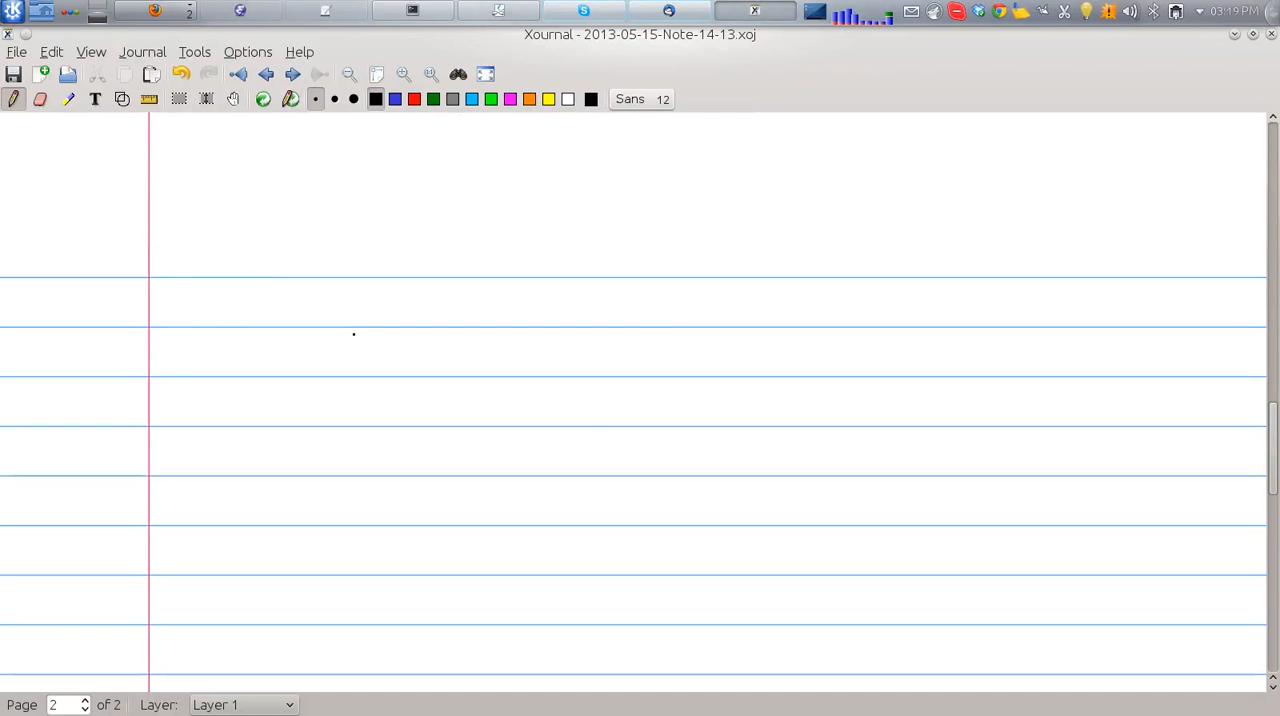 2
03:19 PM
Xournal - 2013-05-15-Note-14-13.xoj
File Edit View Journal Tools Options Help
T Sans 12
Page 2 of 2 Layer: Layer 1